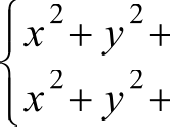 x² + y² +
x² + y² +